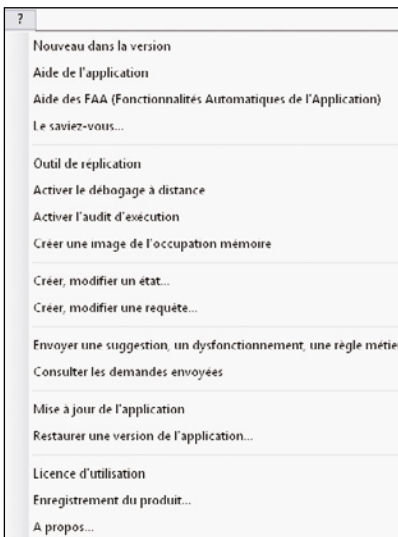 ?
Nouveau dans la version
Aide de l'application
Aide des FAA (Fonctionnalités Automatiques de l'Application)
Le saviez-vous...
Outil de réplication
Activer le débogage à distance
Activer l'audit d'exécution
Créer une image de l'occupation mémoire
Créer, modifier un état...
Créer, modifier une requête...
Envoyer une suggestion, un dysfonctionnement, une règle métie
Consulter les demandes envoyées
Mise à jour de l'application
Restaurer une version de l'application...
Licence d'utilisation
Enregistrement du produit...
A propos...